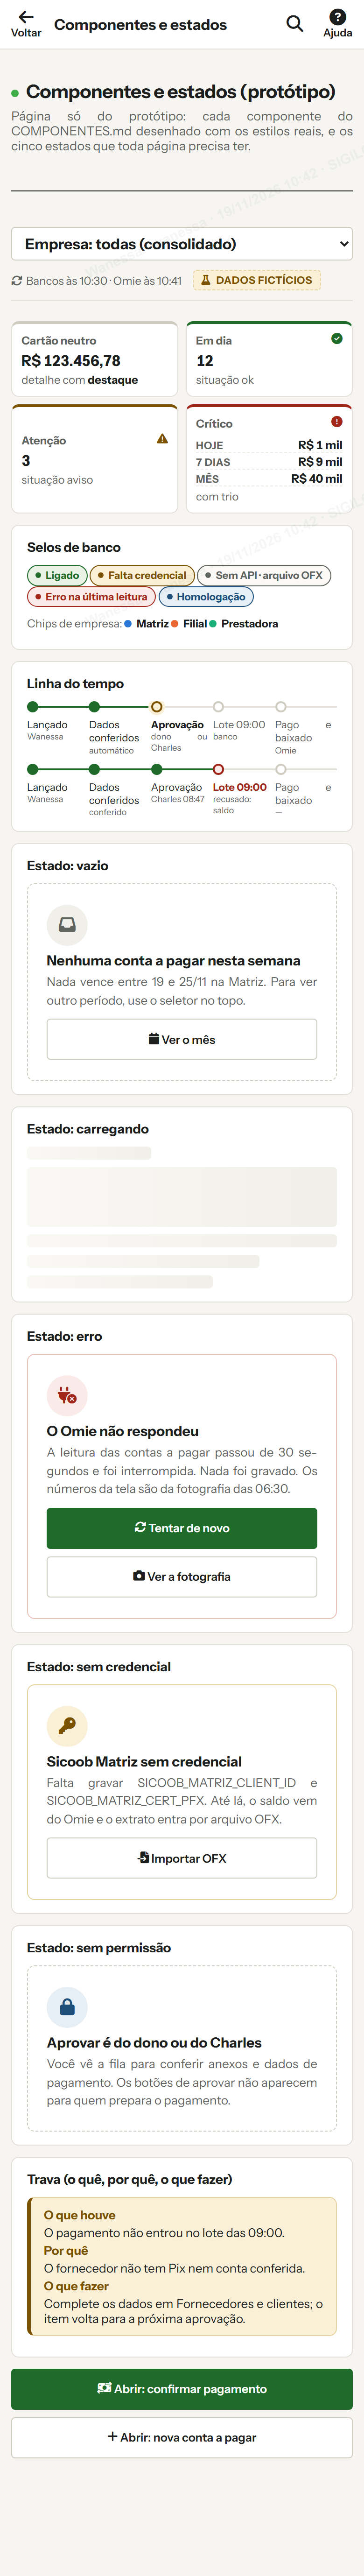 Voltar
Componentes e estados
Ajuda
Componentes e estados (protótipo)
Página só do protótipo: cada componente do
COMPONENTES.md desenhado com os estilos reais, e os
cinco estados que toda página precisa ter.
Empresa: todas (consolidado)
Bancos às 10:30 · Omie às 10:41
DADOS FICTÍCIOS
Cartão neutro
R$ 123.456,78
detalhe com destaque
Em dia
12
situação ok
Atenção
3
situação aviso
Crítico
HOJE R$ 1 mil
7 DIAS R$ 9 mil
MÊS R$ 40 mil
com trio
Selos de banco
Ligado
Falta credencial
Sem API · arquivo OFX
Erro na última leitura
Homologação
Chips de empresa: Matriz Filial Prestadora
Linha do tempo
Lançado
Wanessa
Dados
conferidos
automático
Aprovação
dono ou
Charles
Lote 09:00
banco
Pago e
baixado
Omie
Lançado
Wanessa
Dados
conferidos
conferido
Aprovação
Charles 08:47
Lote 09:00
recusado:
saldo
Pago e
baixado
—
Estado: vazio
Nenhuma conta a pagar nesta semana
Nada vence entre 19 e 25/11 na Matriz. Para ver
outro período, use o seletor no topo.
Ver o mês
Estado: carregando
Estado: erro
O Omie não respondeu
A leitura das contas a pagar passou de 30 se-
gundos e foi interrompida. Nada foi gravado. Os
números da tela são da fotografia das 06:30.
Tentar de novo
Ver a fotografia
Estado: sem credencial
Sicoob Matriz sem credencial
Falta gravar SICOOB_MATRIZ_CLIENT_ID e
SICOOB_MATRIZ_CERT_PFX. Até lá, o saldo vem
do Omie e o extrato entra por arquivo OFX.
Importar OFX
Estado: sem permissão
Aprovar é do dono ou do Charles
Você vê a fila para conferir anexos e dados de
pagamento. Os botões de aprovar não aparecem
para quem prepara o pagamento.
Trava (o quê, por quê, o que fazer)
O que houve
O pagamento não entrou no lote das 09:00.
Por quê
O fornecedor não tem Pix nem conta conferida.
O que fazer
Complete os dados em Fornecedores e clientes; o
item volta para a próxima aprovação.
Abrir: confirmar pagamento
Abrir: nova conta a pagar